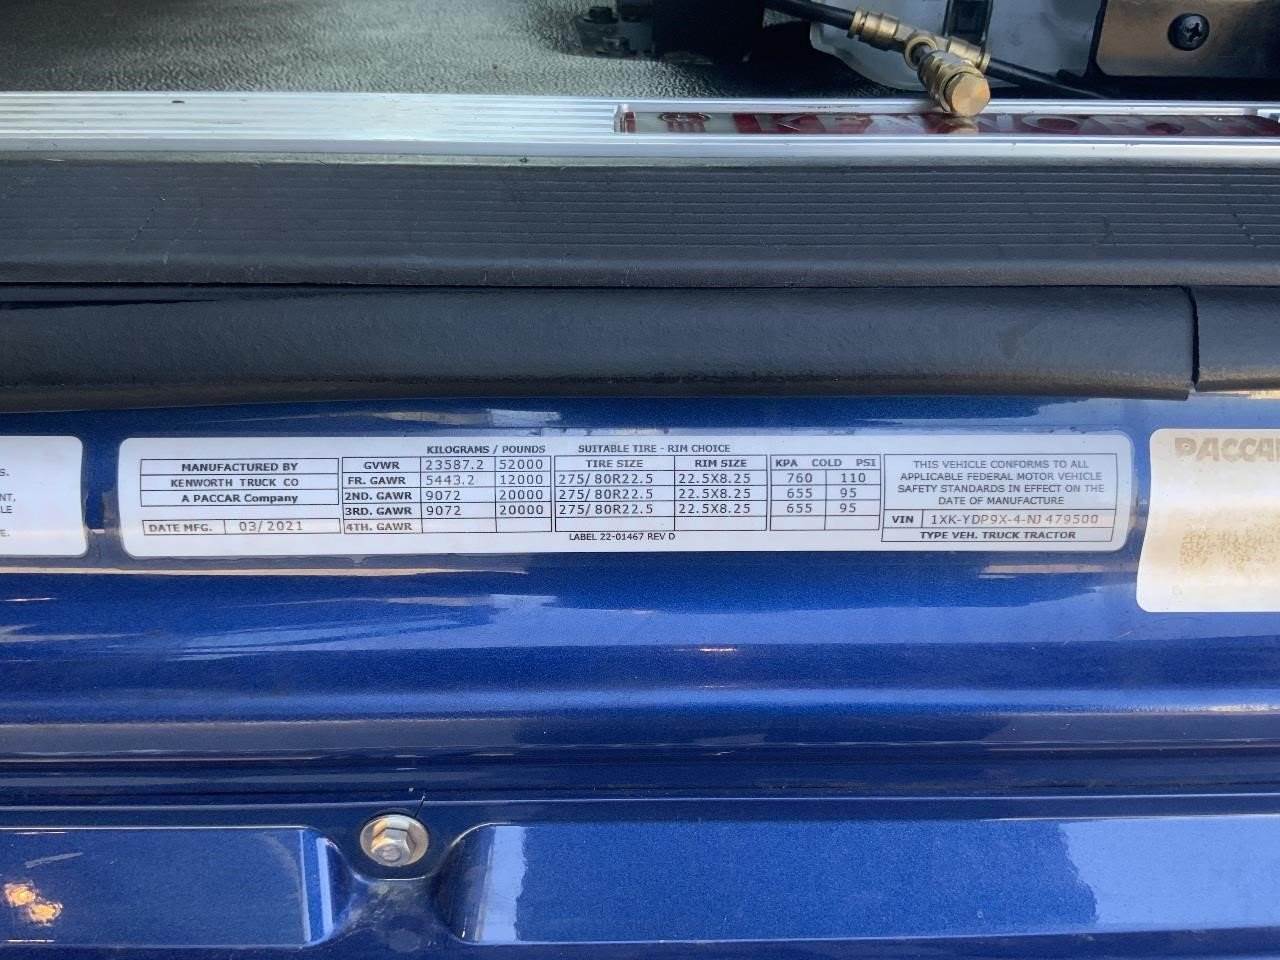 KENWORTH
KILOGRAMS / POUNDS SUITABLE TIRE - RIM CHOICE
MANUFACTURED BY
KENWORTH TRUCK CO
A PACCAR Company
DATE MFG. 03/2021
GVWR 23587.2 52000 TIRE SIZE RIM SIZE KPA COLD PSI
FR. GAWR 5443.2 12000 275/ 80R22.5 22.5X8.25 760 110
2ND. GAWR 9072 20000 275/ 80R22.5 22.5X8.25 655 95
3RD. GAWR 9072 20000 275/ 80R22.5 22.5X8.25 655 95
4TH. GAWR
LABEL 22-01467 REV D
THIS VEHICLE CONFORMS TO ALL
APPLICABLE FEDERAL MOTOR VEHICLE
SAFETY STANDARDS IN EFFECT ON THE
DATE OF MANUFACTURE
VIN 1XK-YDP9X-4-NJ 479500
TYPE VEH. TRUCK TRACTOR
PACCAR